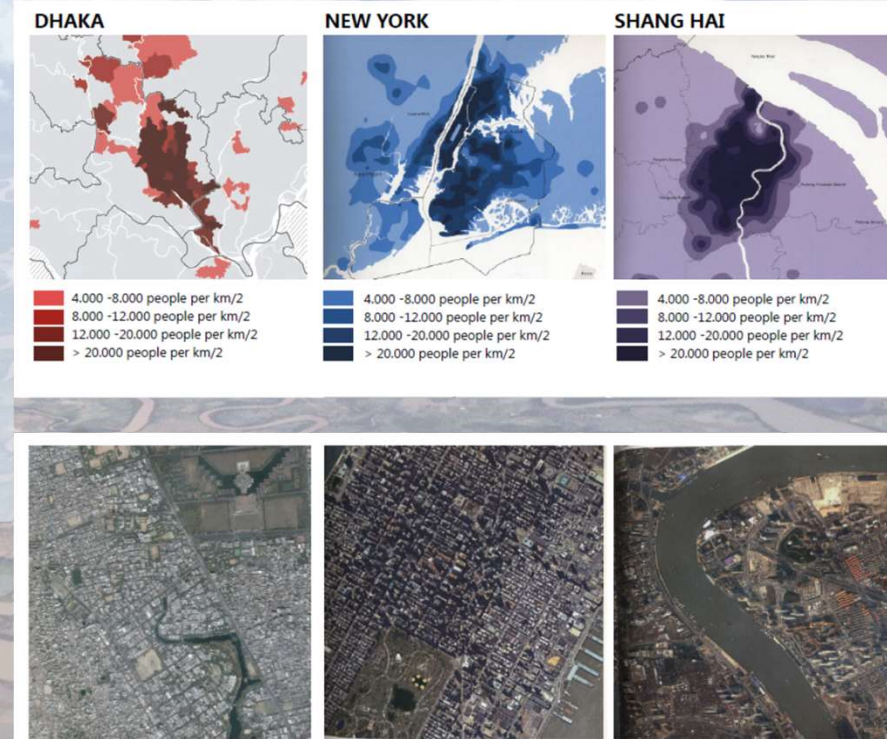 DHAKA
NEW YORK
SHANG HAI
4.000 -8.000 people per km/2
8.000 -12.000 people per km/2
12.000 -20.000 people per km/2
> 20.000 people per km/2
4.000 -8.000 people per km/2
8.000 -12.000 people per km/2
12.000 -20.000 people per km/2
> 20.000 people per km/2
4.000 -8.000 people per km/2
8.000 -12.000 people per km/2
12.000 -20.000 people per km/2
> 20.000 people per km/2